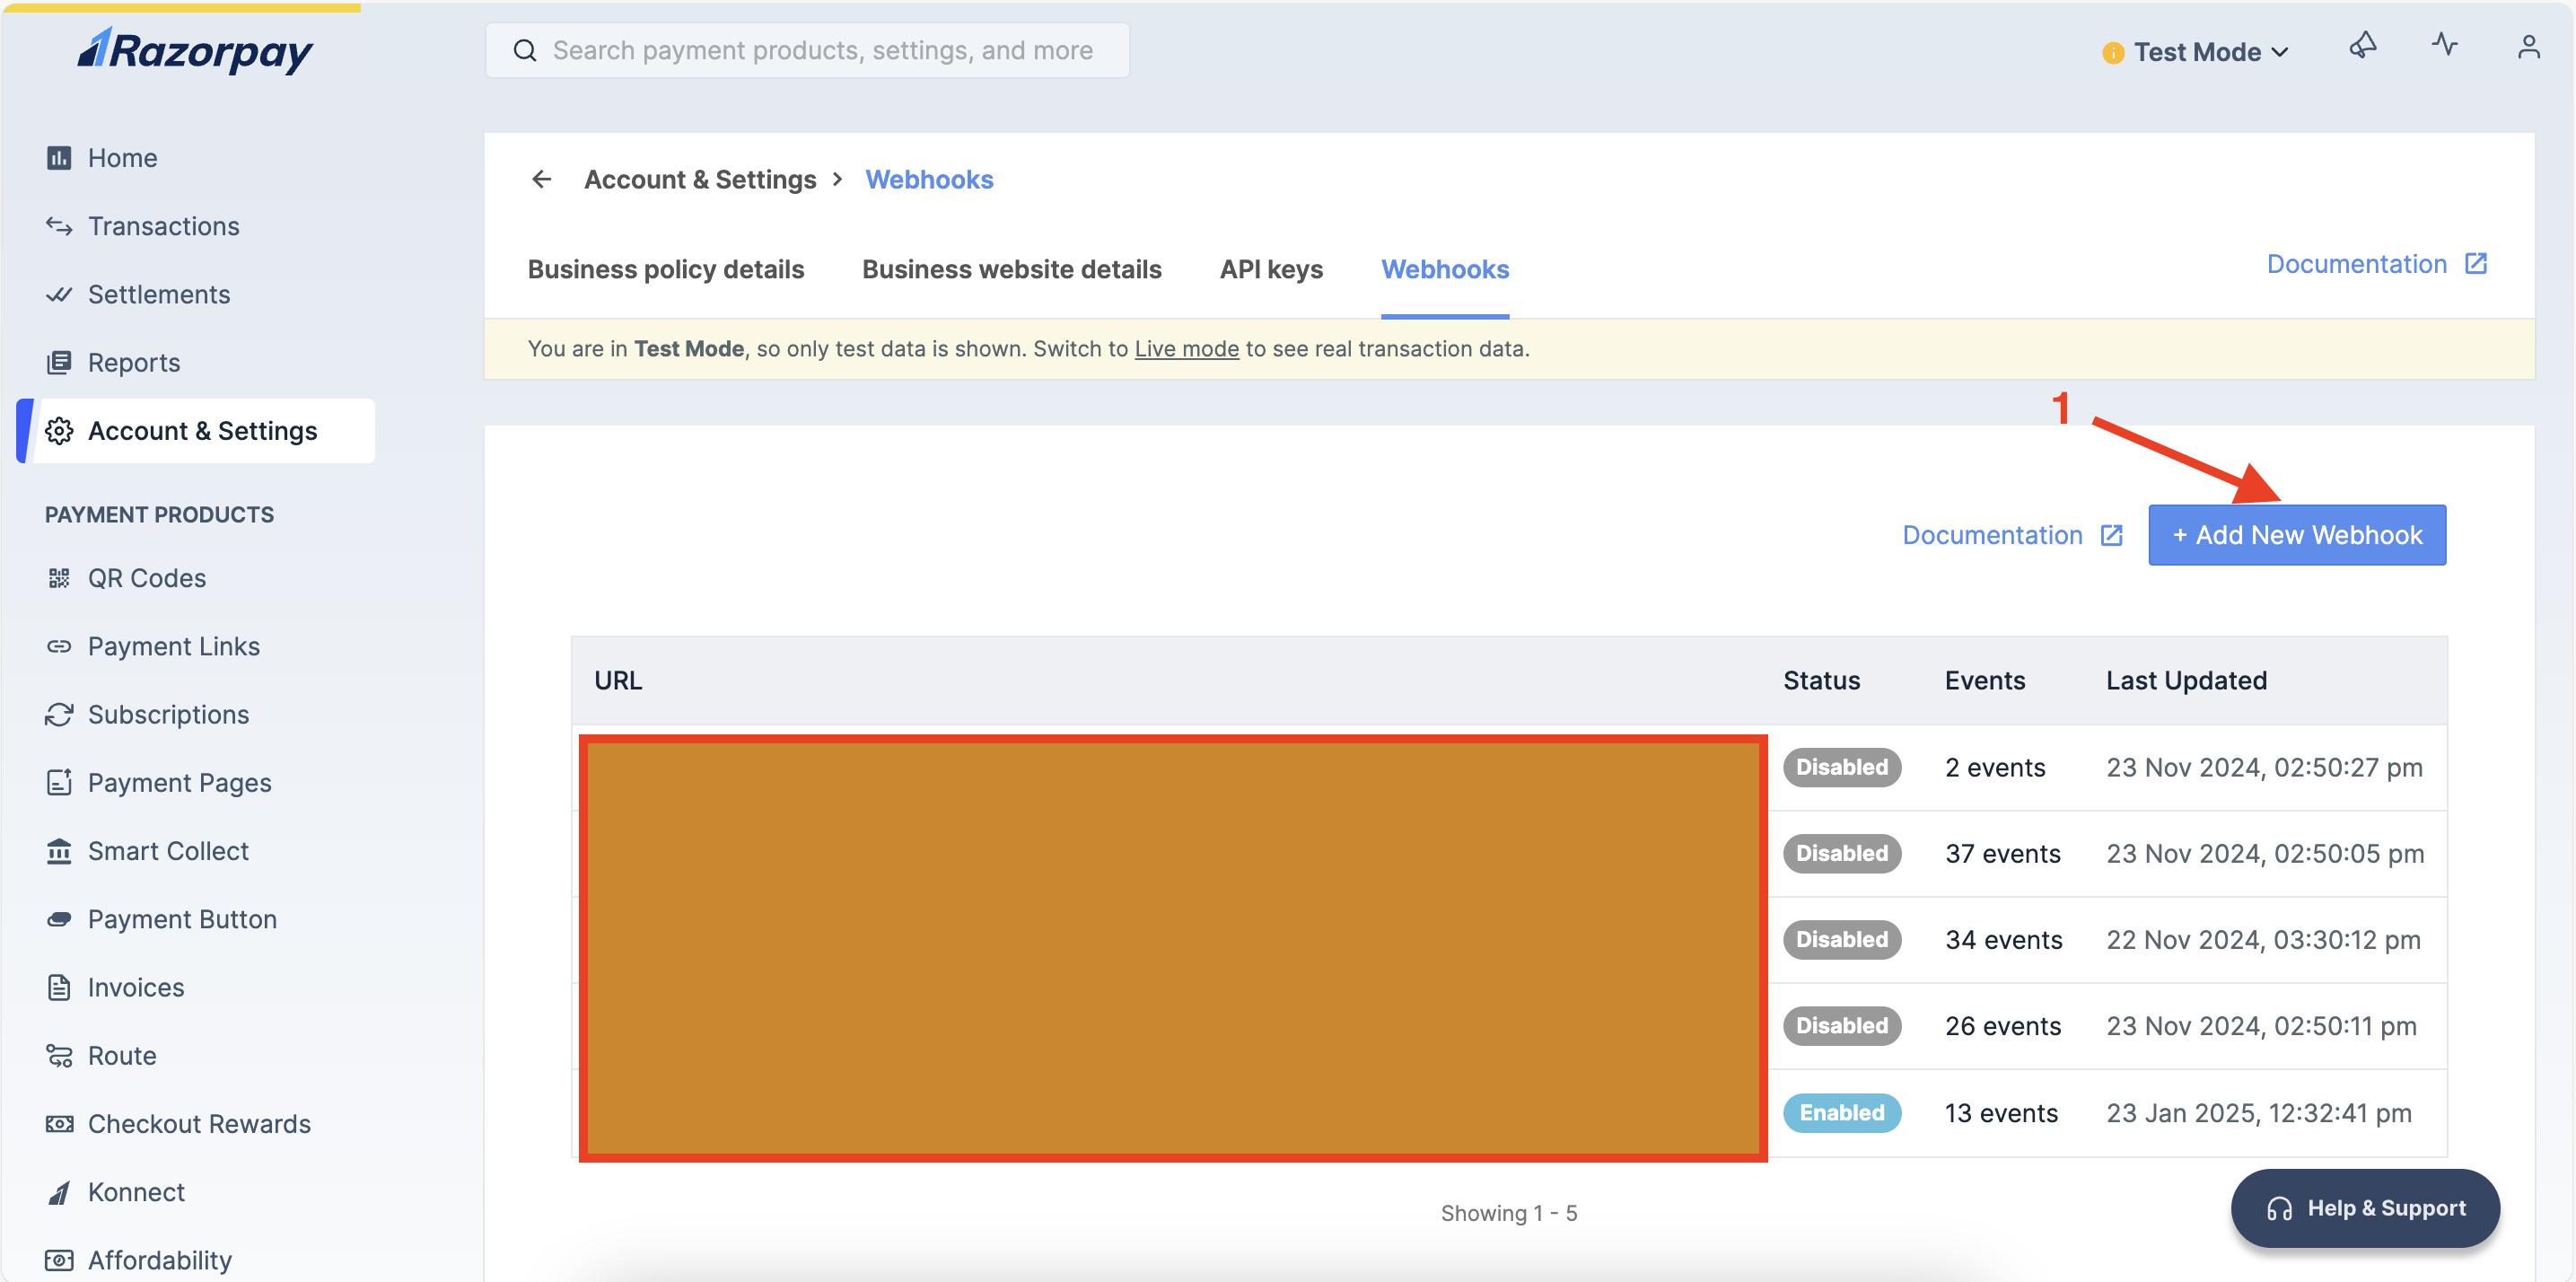 Razorpay
Search payment products, settings, and more
Test Mode
Home
Transactions
Settlements
Reports
Account & Settings
PAYMENT PRODUCTS
QR Codes
Payment Links
Subscriptions
Payment Pages
Smart Collect
Payment Button
Invoices
Route
Checkout Rewards
Konnect
Affordability
Account & Settings > Webhooks
Business policy details Business website details API keys Webhooks Documentation
You are in Test Mode, so only test data is shown. Switch to Live mode to see real transaction data.
1
Documentation + Add New Webhook
URL Status Events Last Updated
Disabled 2 events 23 Nov 2024, 02:50:27 pm
Disabled 37 events 23 Nov 2024, 02:50:05 pm
Disabled 34 events 22 Nov 2024, 03:30:12 pm
Disabled 26 events 23 Nov 2024, 02:50:11 pm
Enabled 13 events 23 Jan 2025, 12:32:41 pm
Showing 1 - 5
Help & Support